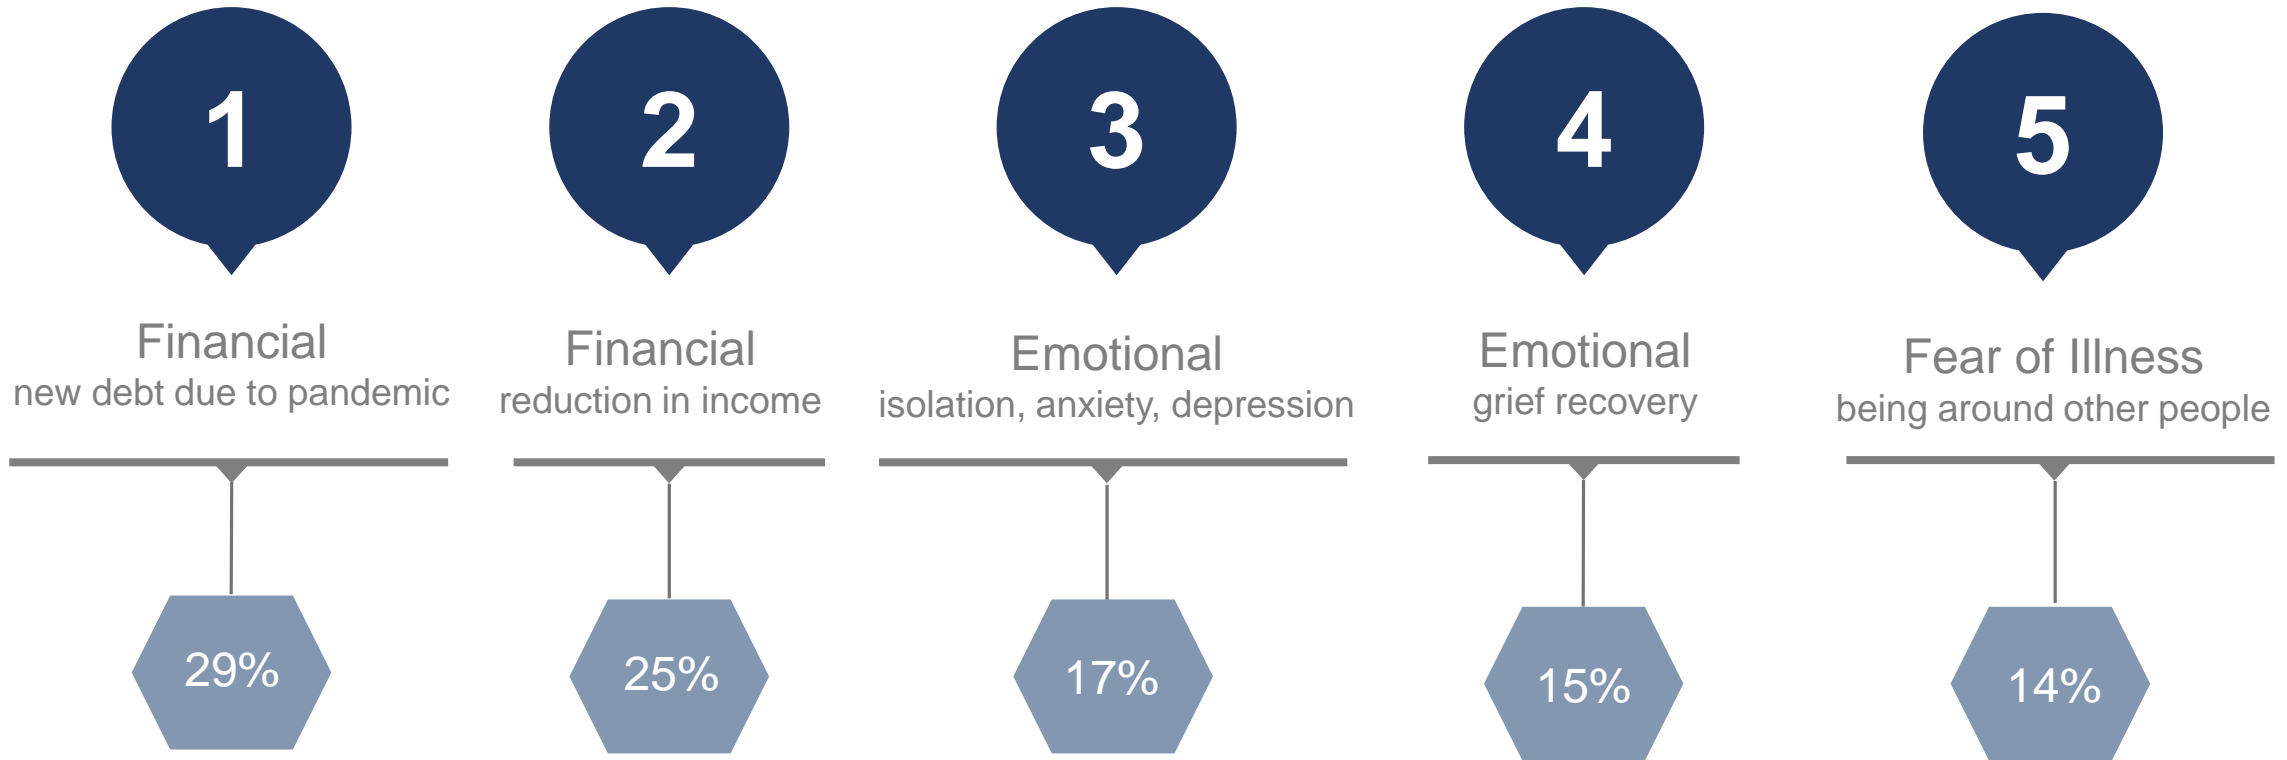 1
Financial
new debt due to pandemic
29%
2
Financial
reduction in income
25%
3
Emotional
isolation, anxiety, depression
17%
4
Emotional
grief recovery
15%
5
Fear of Illness
being around other people
14%